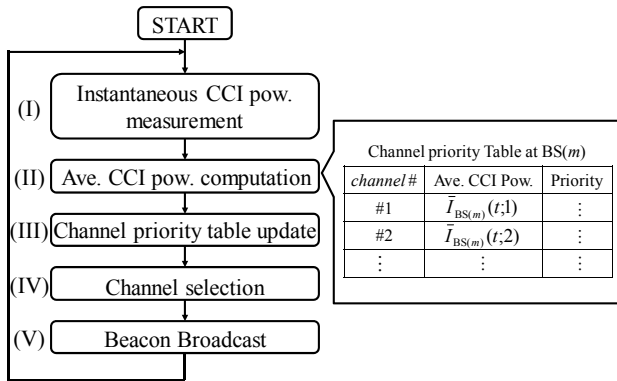 START
(I) Instantaneous CCI pow.
measurement
(II) Ave. CCI pow. computation
(III) Channel priority table update
(IV) Channel selection
(V) Beacon Broadcast
Channel priority Table at BS(m)
channel # Ave. CCI Pow. Priority
#1 Ī_BS(m)(t;1) ⋮
#2 Ī_BS(m)(t;2) ⋮
⋮ ⋮ ⋮